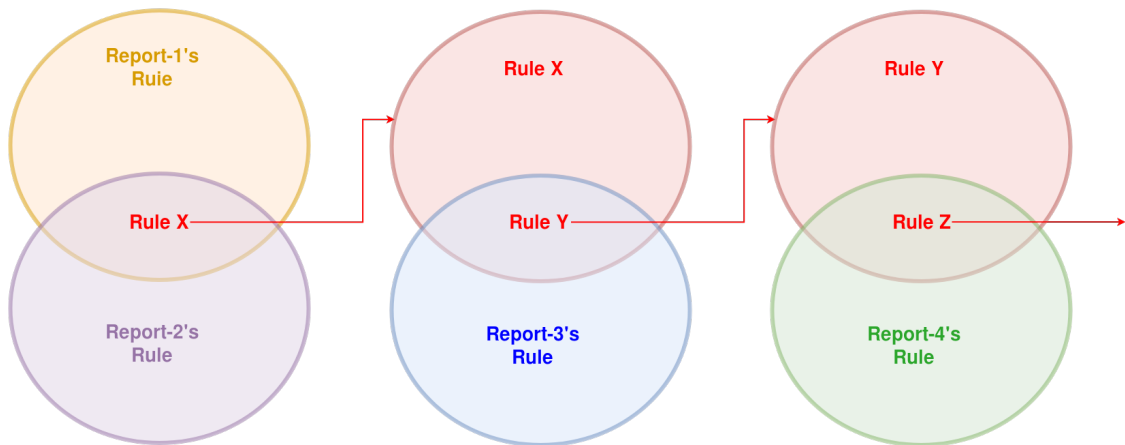 Report-1's
Ruie
Rule X
Report-2's
Rule
Rule X
Rule Y
Report-3's
Rule
Rule Y
Rule Z
Report-4's
Rule